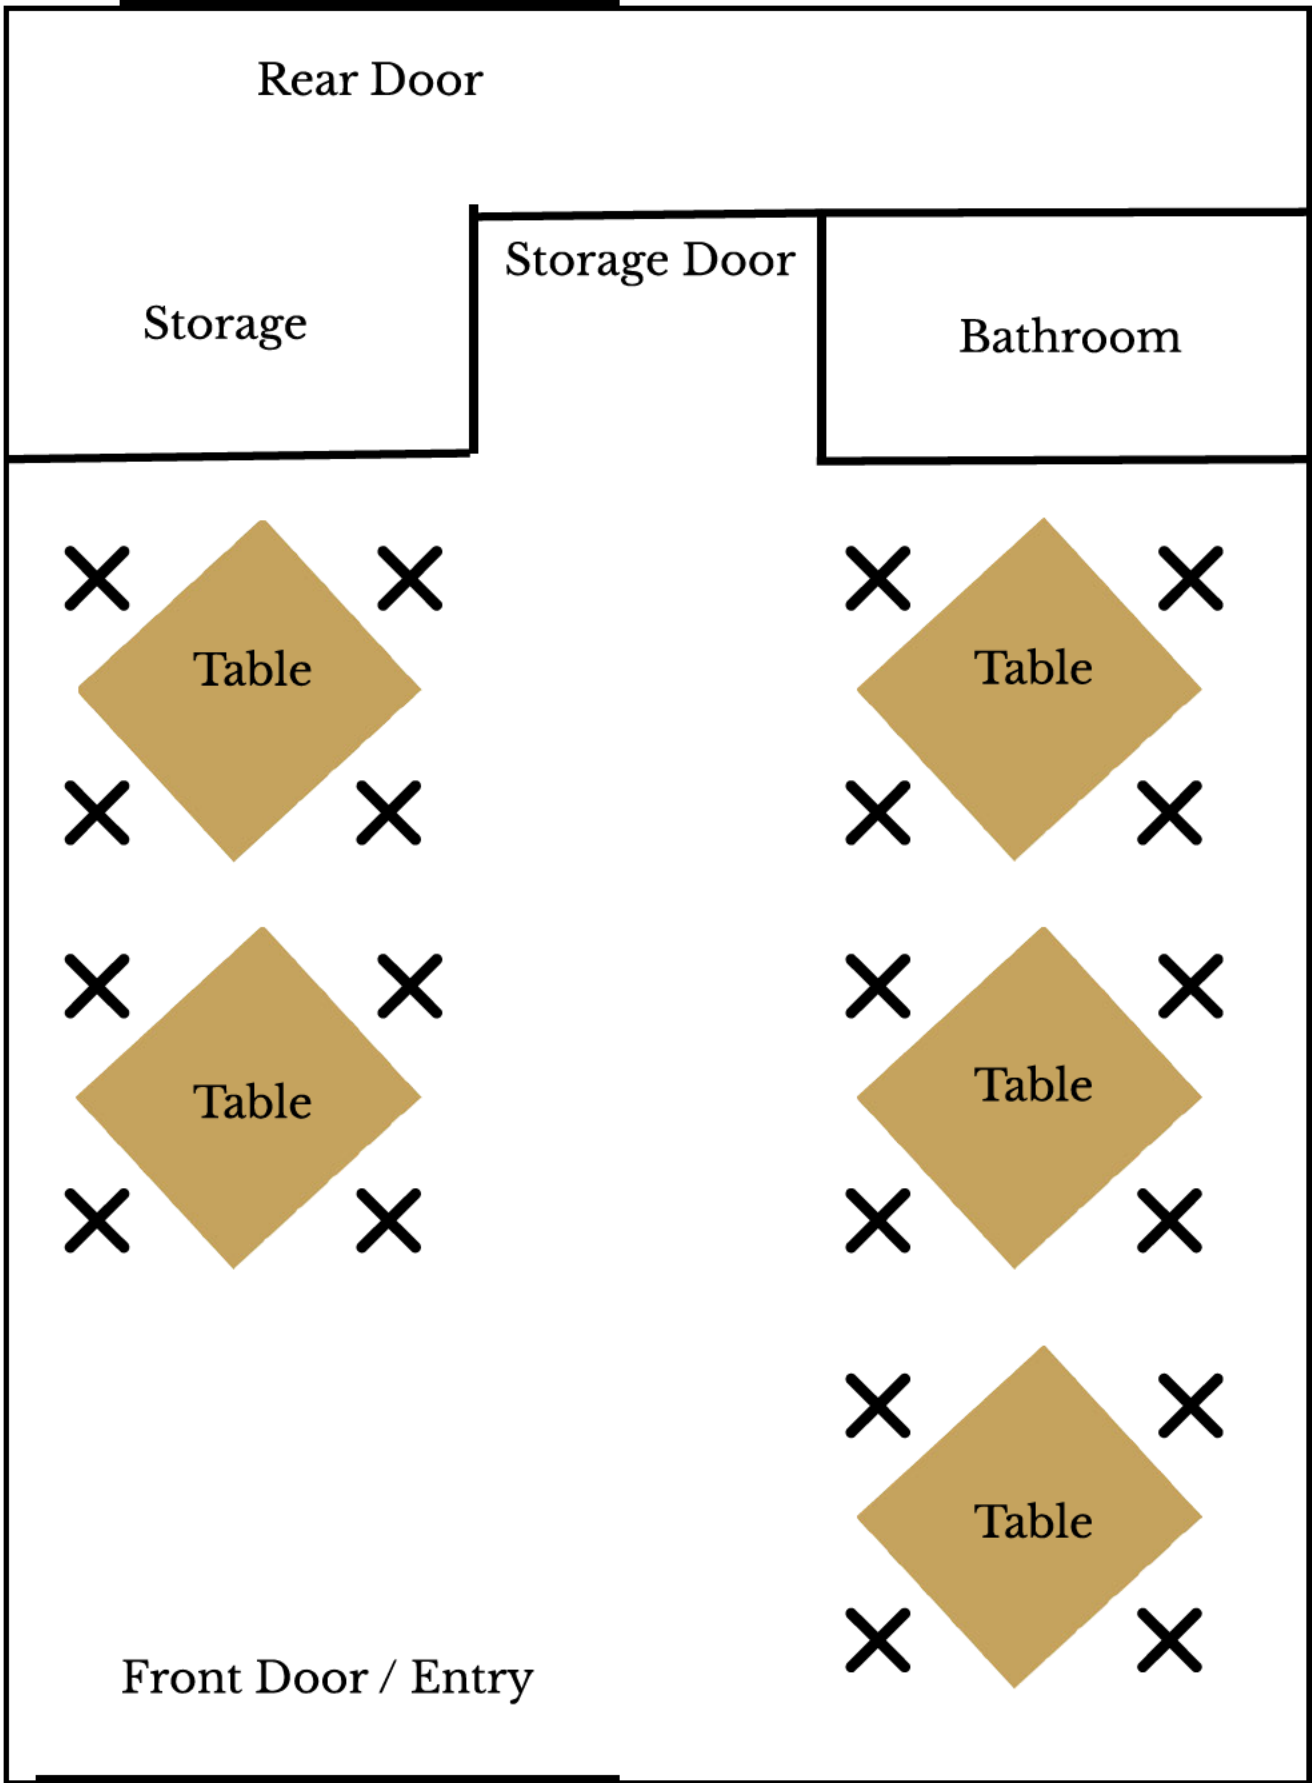 Rear Door
Storage Door
Storage
Bathroom
Table
Table
Table
Table
Table
Front Door / Entry